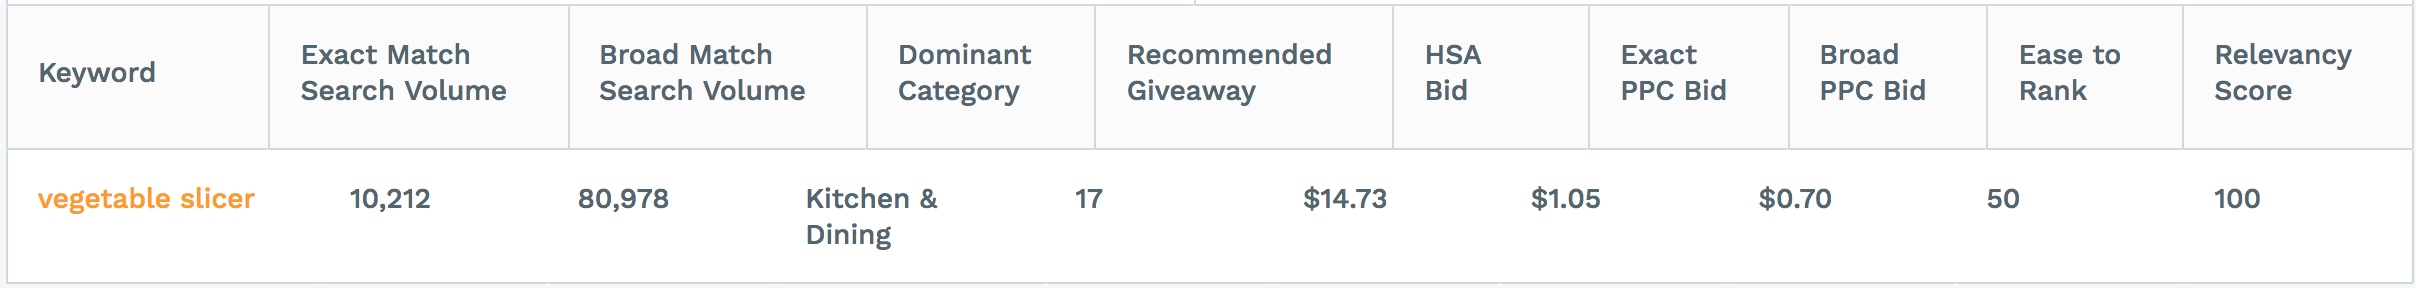 Keyword
Exact Match
Search Volume
Broad Match
Search Volume
Dominant
Category
Recommended
Giveaway
HSA
Bid
Exact
PPC Bid
Broad
PPC Bid
Ease to
Rank
Relevancy
Score
vegetable slicer
10,212
80,978
Kitchen &
Dining
17
$14.73
$1.05
$0.70
50
100